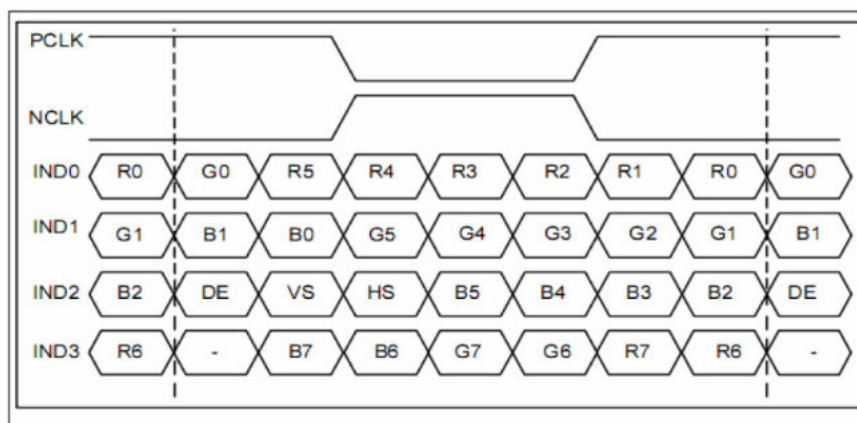 PCLK
NCLK
IND0 R0 G0 R5 R4 R3 R2 R1 R0 G0
IND1 G1 B1 B0 G5 G4 G3 G2 G1 B1
IND2 B2 DE VS HS B5 B4 B3 B2 DE
IND3 R6 - B7 B6 G7 G6 R7 R6 -